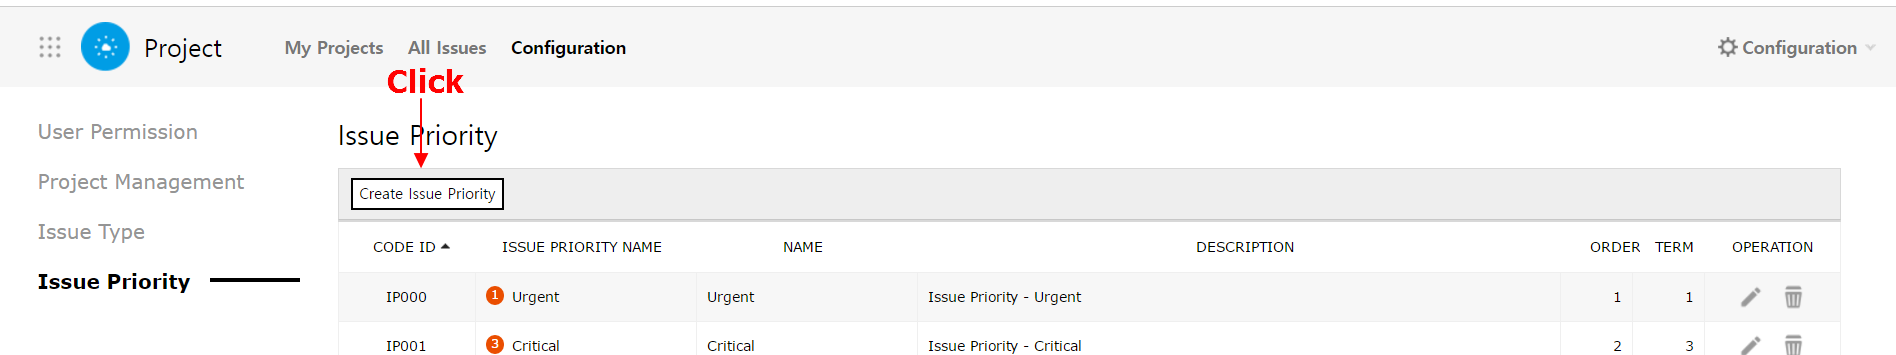 Project My Projects All Issues Configuration Configuration
Click
User Permission
Project Management
Issue Type
Issue Priority
Issue Priority
Create Issue Priority
CODE ID ISSUE PRIORITY NAME NAME DESCRIPTION ORDER TERM OPERATION
IP000 1 Urgent Urgent Issue Priority - Urgent 1 1
IP001 3 Critical Critical Issue Priority - Critical 2 3